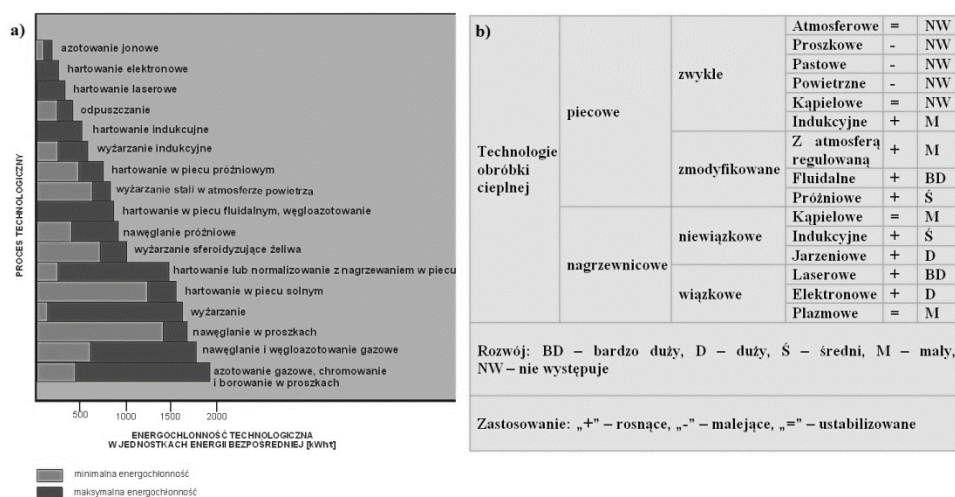 a)
PROCES TECHNOLOGICZNY
azotowanie jonowe
hartowanie elektronowe
hartowanie laserowe
odpuszczanie
hartowanie indukcyjne
wyżarzanie indukcyjne
hartowanie w piecu próżniowym
wyżarzanie stali w atmosferze powietrza
hartowanie w piecu fluidalnym, węgloazotowanie
nawęglanie próżniowe
wyżarzanie sferoidyzujące żeliwa
hartowanie lub normalizowanie z nagrzewaniem w piecu
hartowanie w piecu solnym
wyżarzanie
nawęglanie w proszkach
nawęglanie i węgloazotowanie gazowe
azotowanie gazowe, chromowanie
i borowanie w proszkach
500 1000 1500 2000
ENERGOCHŁONNOŚĆ TECHNOLOGICZNA
W JEDNOSTKACH ENERGII BEZPOŚREDNIEJ [kWht]
minimalna energochłonność
maksymalna energochłonność
b)
Technologie
obróbki
cieplnej
piecowe
zwykłe
Atmosferowe = NW
Proszkowe - NW
Pastowe - NW
Powietrzne - NW
Kąpielowe = NW
Indukcyjne + M
zmodyfikowane
Z atmosferą
regulowaną + M
Fluidalne + BD
Próżniowe + Ś
nagrzewnicowe
niewiązkowe
Kąpielowe = M
Indukcyjne + Ś
Jarzeniowe + D
wiązkowe
Laserowe + BD
Elektronowe + D
Plazmowe = M
Rozwój: BD – bardzo duży, D – duży, Ś – średni, M – mały,
NW – nie występuje
Zastosowanie: „+” – rosnące, „-” – malejące, „=” – ustabilizowane